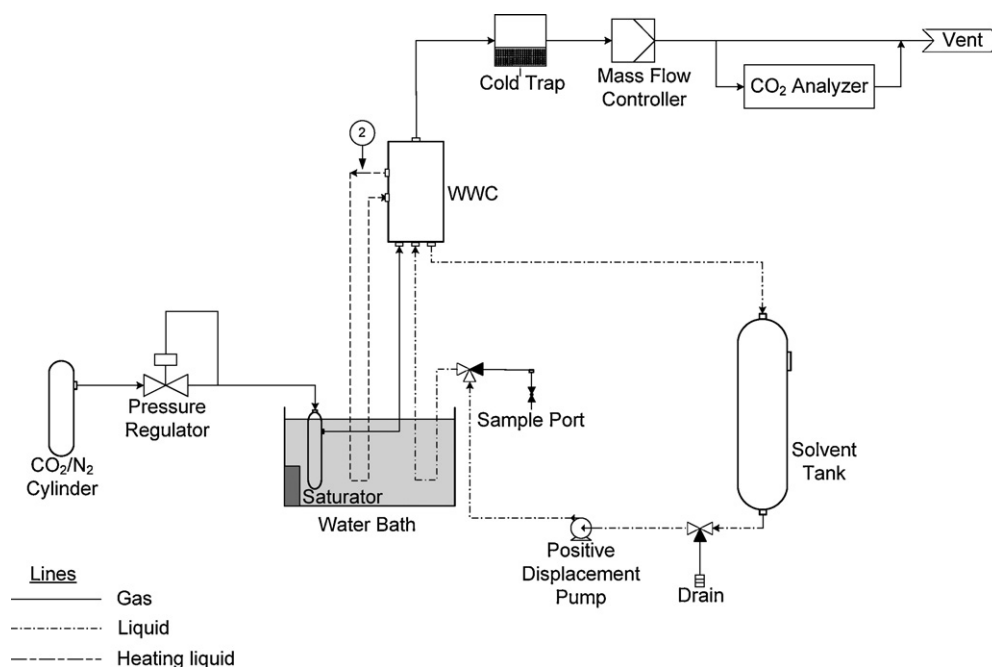 Vent
Cold Trap
Mass Flow
Controller
CO₂ Analyzer
2
WWC
Pressure
Regulator
Sample Port
CO₂/N₂
Cylinder
Saturator
Water Bath
Solvent
Tank
Positive
Displacement
Pump
Drain
Lines
Gas
Liquid
Heating liquid